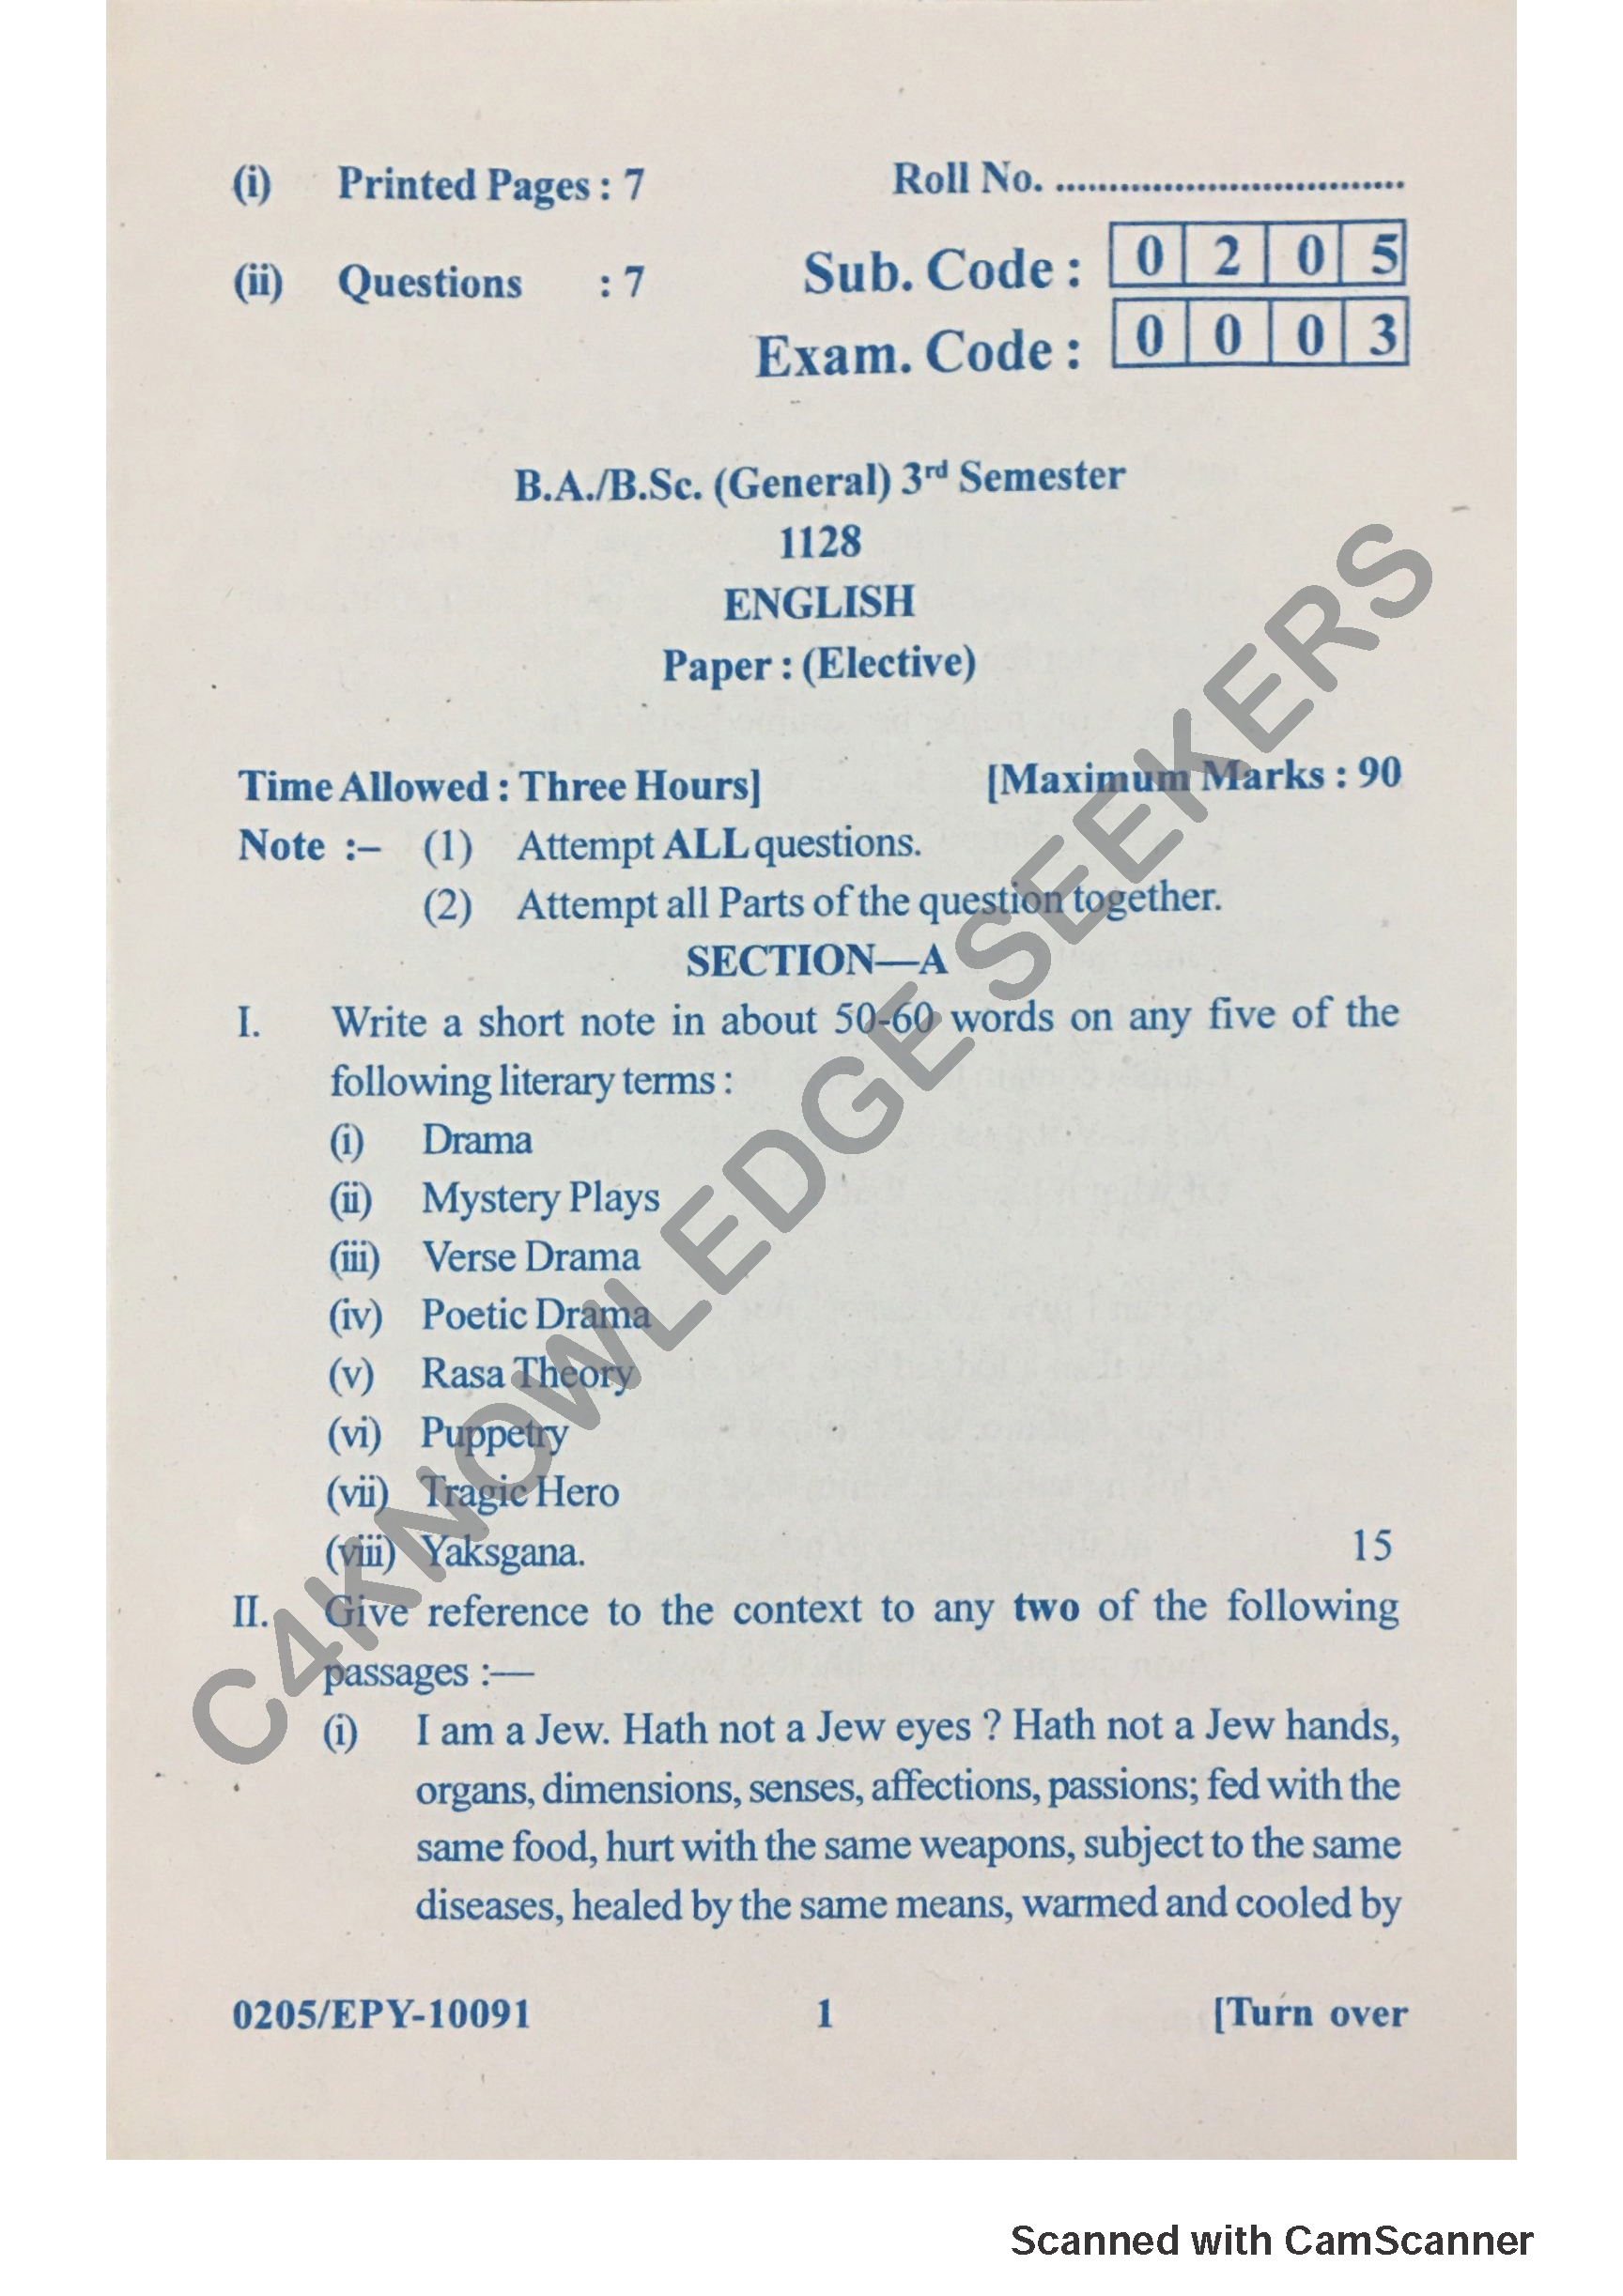 (i) Printed Pages : 7 Roll No. ................................
(ii) Questions : 7 Sub. Code : 0 2 0 5
Exam. Code : 0 0 0 3
B.A./B.Sc. (General) 3rd Semester
1128
ENGLISH
Paper : (Elective)
Time Allowed : Three Hours] [Maximum Marks : 90
Note :– (1) Attempt ALL questions.
(2) Attempt all Parts of the question together.
SECTION—A
I. Write a short note in about 50-60 words on any five of the
following literary terms :
(i) Drama
(ii) Mystery Plays
(iii) Verse Drama
(iv) Poetic Drama
(v) Rasa Theory
(vi) Puppetry
(vii) Tragic Hero
(viii) Yaksgana. 15
II. Give reference to the context to any two of the following
passages :—
(i) I am a Jew. Hath not a Jew eyes ? Hath not a Jew hands,
organs, dimensions, senses, affections, passions; fed with the
same food, hurt with the same weapons, subject to the same
diseases, healed by the same means, warmed and cooled by
0205/EPY-10091 1 [Turn over
C4KNOWLEDGE SEEKERS
Scanned with CamScanner